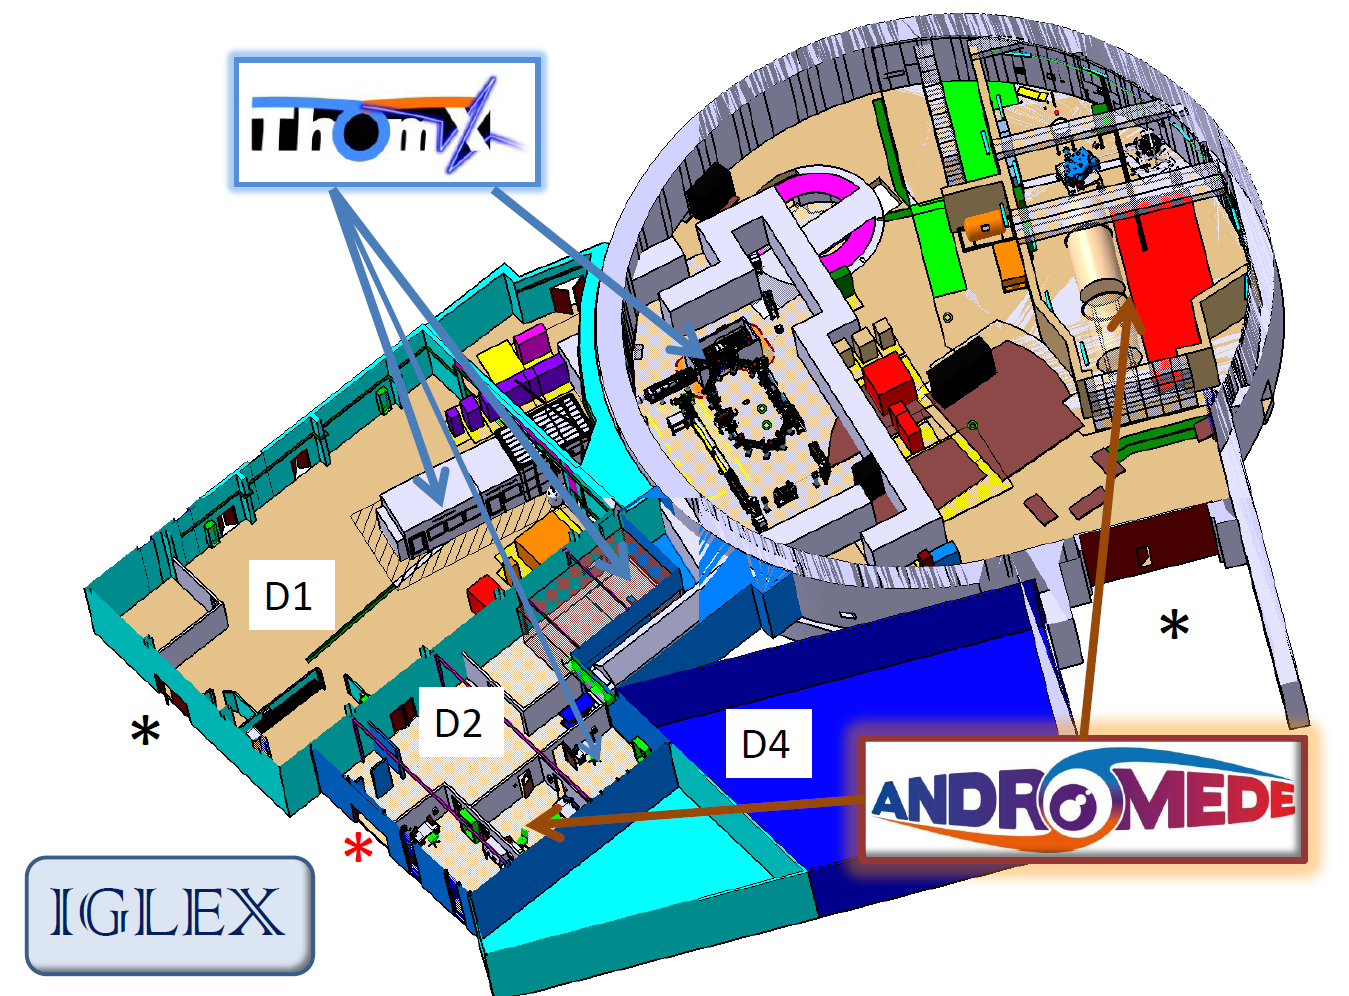 ThomX
D1
*
D2
D4
*
ANDROMEDE
*
IGLEX